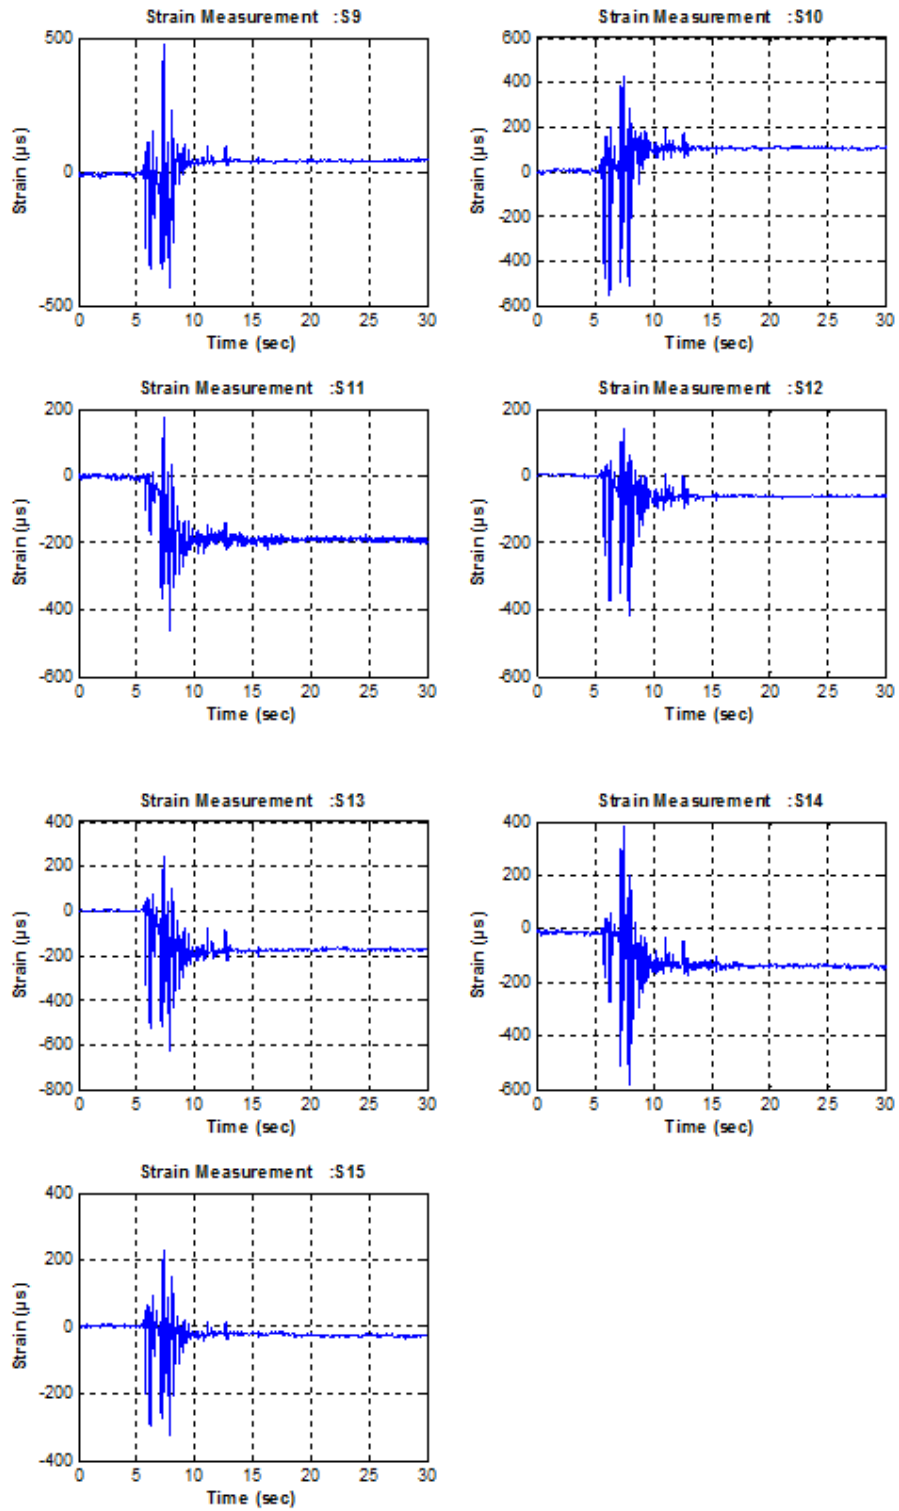 Strain Measurement :S9
Strain (µs)
500
0
-500
0 5 10 15 20 25 30
Time (sec)
Strain Measurement :S10
Strain (µs)
600
400
200
0
-200
-400
-600
0 5 10 15 20 25 30
Time (sec)
Strain Measurement :S11
Strain (µs)
200
0
-200
-400
-600
0 5 10 15 20 25 30
Time (sec)
Strain Measurement :S12
Strain (µs)
200
0
-200
-400
-600
0 5 10 15 20 25 30
Time (sec)
Strain Measurement :S13
Strain (µs)
400
200
0
-200
-400
-600
-800
0 5 10 15 20 25 30
Time (sec)
Strain Measurement :S14
Strain (µs)
400
200
0
-200
-400
-600
0 5 10 15 20 25 30
Time (sec)
Strain Measurement :S15
Strain (µs)
400
200
0
-200
-400
0 5 10 15 20 25 30
Time (sec)